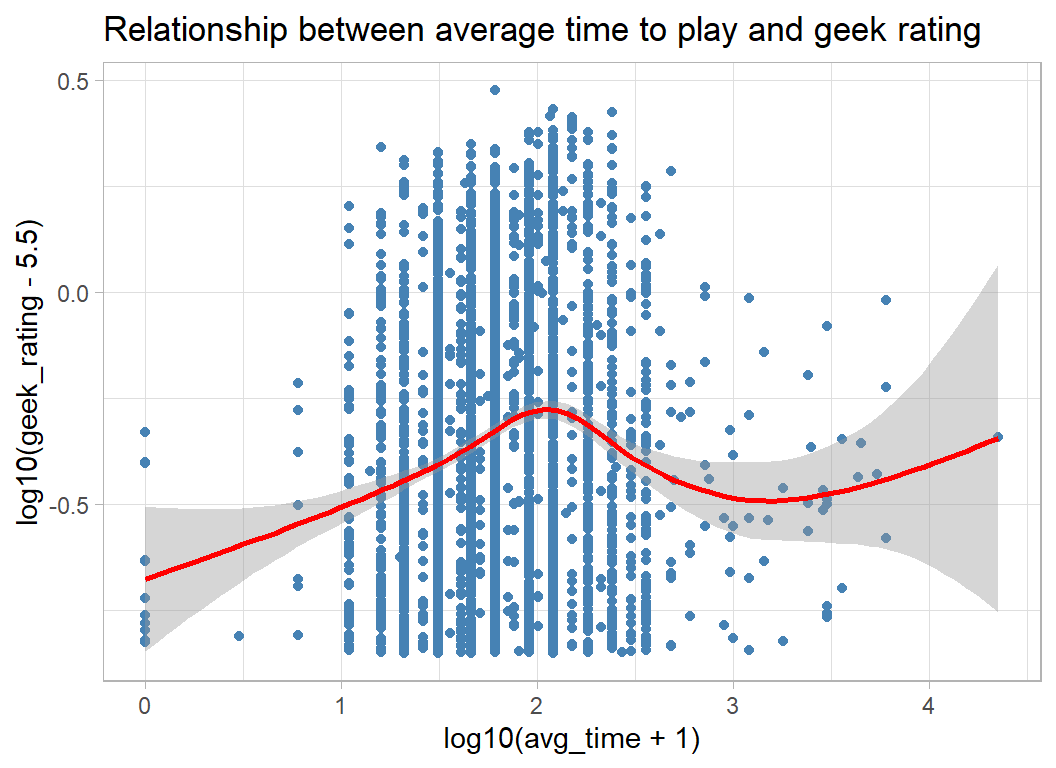 Relationship between average time to play and geek rating
log10(geek_rating - 5.5)
0.5
0.0
-0.5
0
1
2
3
4
log10(avg_time + 1)